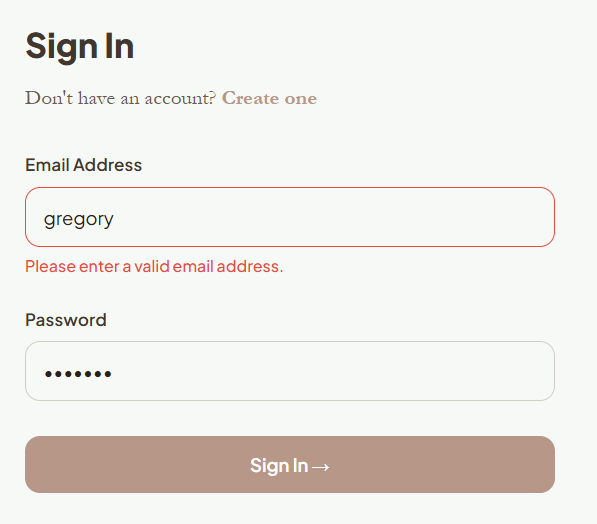 Sign In
Don't have an account? Create one
Email Address
gregory
Please enter a valid email address.
Password
•••••••
Sign In →